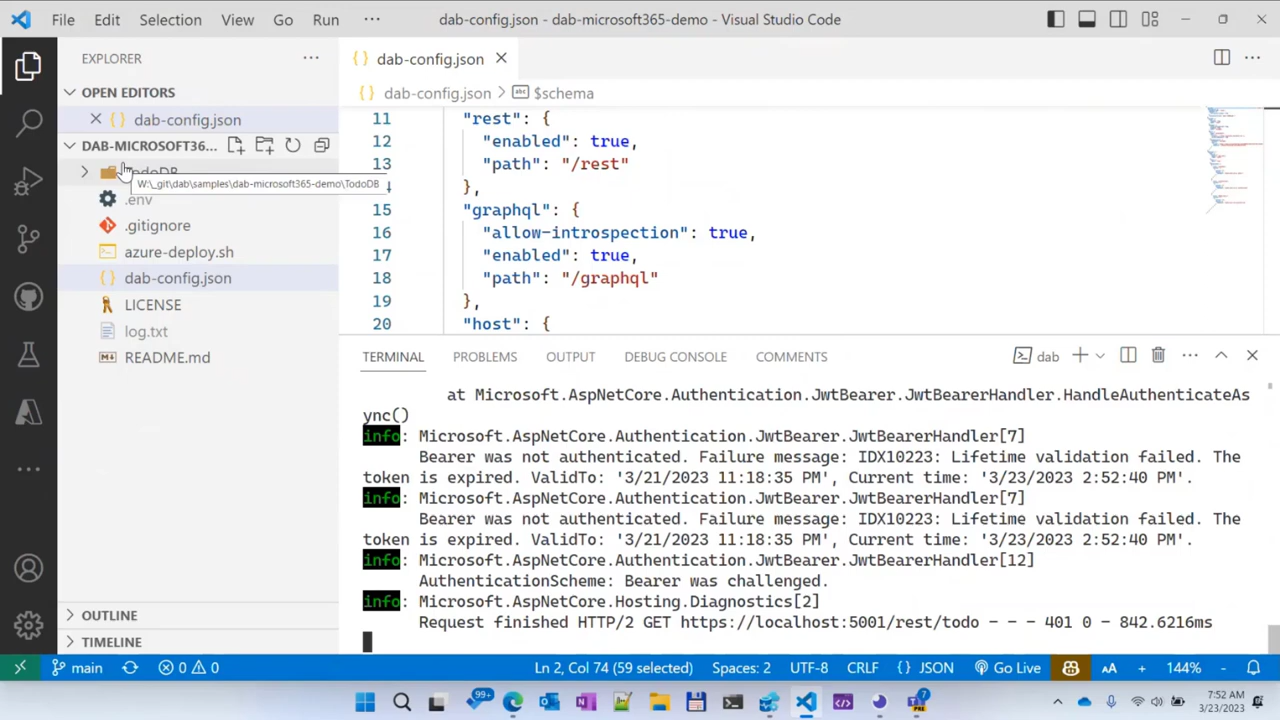 File Edit Selection View Go Run ··· dab-config.json - dab-microsoft365-demo - Visual Studio Code
EXPLORER ···
OPEN EDITORS
dab-config.json
DAB-MICROSOFT36...
W:\_git\dab\samples\dab-microsoft365-demo\TodoDB
.env
.gitignore
azure-deploy.sh
dab-config.json
LICENSE
log.txt
README.md
OUTLINE
TIMELINE
{} dab-config.json
{} dab-config.json > abc $schema
11 "rest": {
12 "enabled": true,
13 "path": "/rest"
},
15 "graphql": {
16 "allow-introspection": true,
17 "enabled": true,
18 "path": "/graphql"
19 },
20 "host": {
TERMINAL PROBLEMS OUTPUT DEBUG CONSOLE COMMENTS dab
at Microsoft.AspNetCore.Authentication.JwtBearer.JwtBearerHandler.HandleAuthenticateAs
ync()
info: Microsoft.AspNetCore.Authentication.JwtBearer.JwtBearerHandler[7]
Bearer was not authenticated. Failure message: IDX10223: Lifetime validation failed. The
token is expired. ValidTo: '3/21/2023 11:18:35 PM', Current time: '3/23/2023 2:52:40 PM'.
info: Microsoft.AspNetCore.Authentication.JwtBearer.JwtBearerHandler[7]
Bearer was not authenticated. Failure message: IDX10223: Lifetime validation failed. The
token is expired. ValidTo: '3/21/2023 11:18:35 PM', Current time: '3/23/2023 2:52:40 PM'.
info: Microsoft.AspNetCore.Authentication.JwtBearer.JwtBearerHandler[12]
AuthenticationScheme: Bearer was challenged.
info: Microsoft.AspNetCore.Hosting.Diagnostics[2]
Request finished HTTP/2 GET https://localhost:5001/rest/todo - - - 401 0 - 842.6216ms
main 0 0 Ln 2, Col 74 (59 selected) Spaces: 2 UTF-8 CRLF {} JSON Go Live AA + 144% -
99+ 7 PRE
7:52 AM
3/23/2023